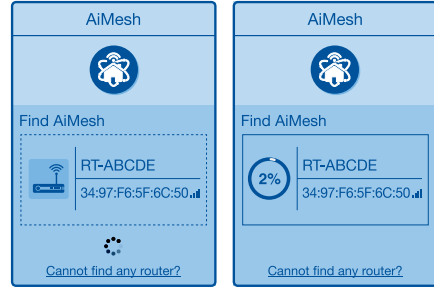 AiMesh
Find AiMesh
RT-ABCDE
34:97:F6:5F:6C:50
Cannot find any router?
AiMesh
Find AiMesh
2%
RT-ABCDE
34:97:F6:5F:6C:50
Cannot find any router?